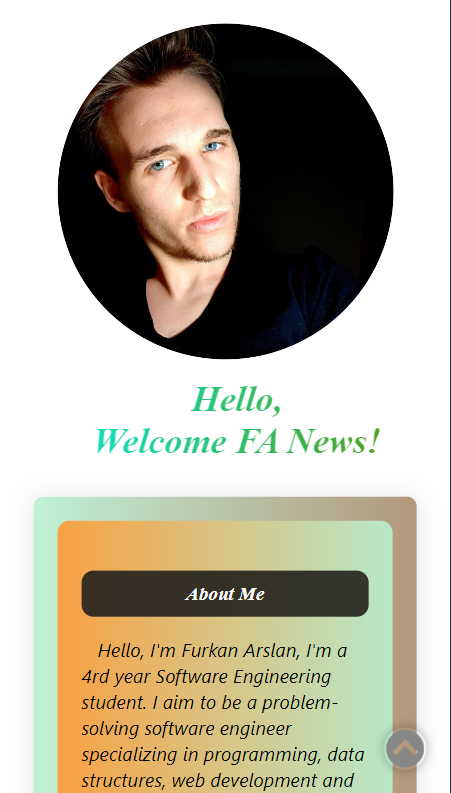 Hello,
Welcome FA News!
About Me
Hello, I'm Furkan Arslan, I'm a
4rd year Software Engineering
student. I aim to be a problem-
solving software engineer
specializing in programming, data
structures, web development and